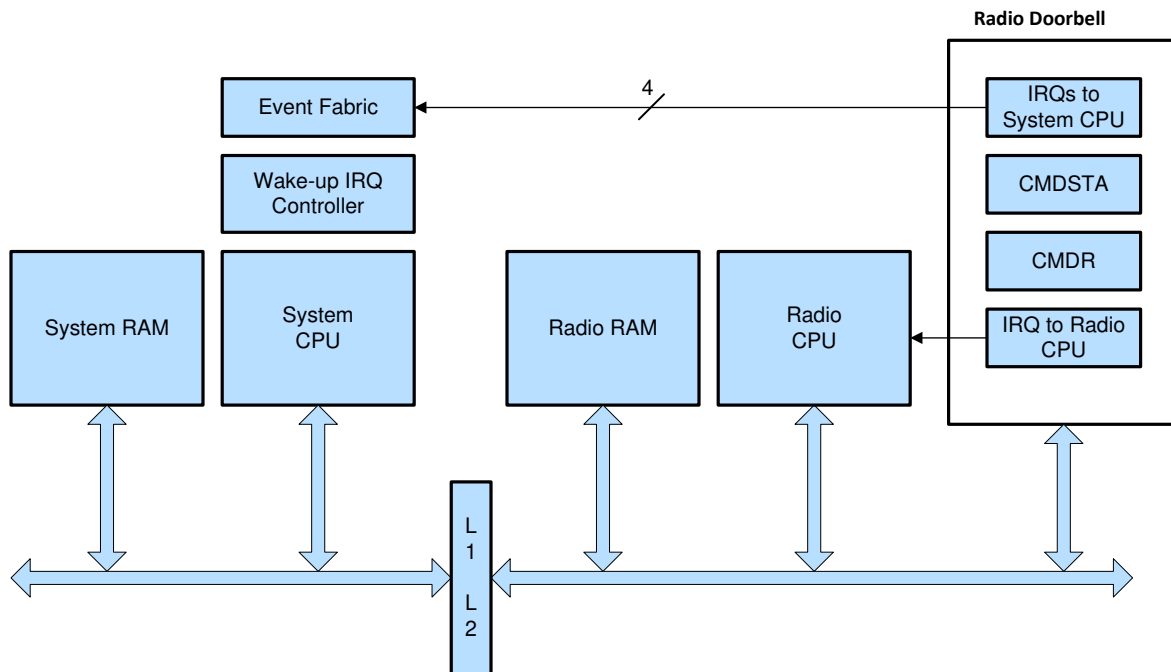 Radio Doorbell
4
Event Fabric
IRQs to
System CPU
Wake-up IRQ
Controller
CMDSTA
CMDR
System RAM
System
CPU
Radio RAM
Radio
CPU
IRQ to Radio
CPU
L
1
L
2